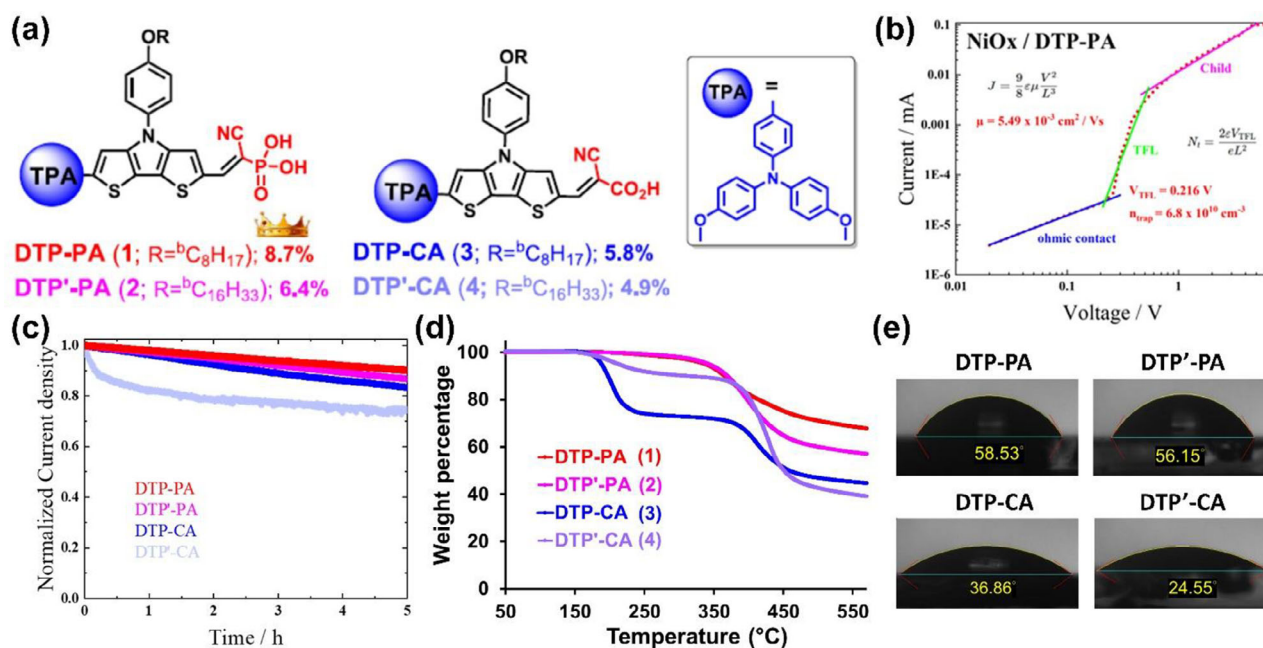 (a)
OR
N
NC
P
OH
OH
O
TPA
S
S
DTP-PA (1; R=ᵇC₈H₁₇); 8.7%
DTP'-PA (2; R=ᵇC₁₆H₃₃); 6.4%
OR
N
NC
CO₂H
TPA
S
S
DTP-CA (3; R=ᵇC₈H₁₇); 5.8%
DTP'-CA (4; R=ᵇC₁₆H₃₃); 4.9%
TPA =
N
O
O
(b)
NiOx / DTP-PA
J = 9/8 εμ V²/L³
μ = 5.49 x 10⁻³ cm² / Vs
Child
TFL
Nₜ = 2εV_TFL/eL²
V_TFL = 0.216 V
n_trap = 6.8 x 10¹⁰ cm⁻³
ohmic contact
Current / mA
0.1
0.01
0.001
1E-4
1E-5
1E-6
0.01
0.1
1
Voltage / V
(c)
Normalized Current density
1.0
0.8
0.6
0.4
0.2
0.0
DTP-PA
DTP'-PA
DTP-CA
DTP'-CA
0
1
2
3
4
5
Time / h
(d)
Weight percentage
100
80
60
40
20
0
DTP-PA (1)
DTP'-PA (2)
DTP-CA (3)
DTP'-CA (4)
50
150
250
350
450
550
Temperature (°C)
(e)
DTP-PA
DTP'-PA
58.53°
56.15°
DTP-CA
DTP'-CA
36.86°
24.55°